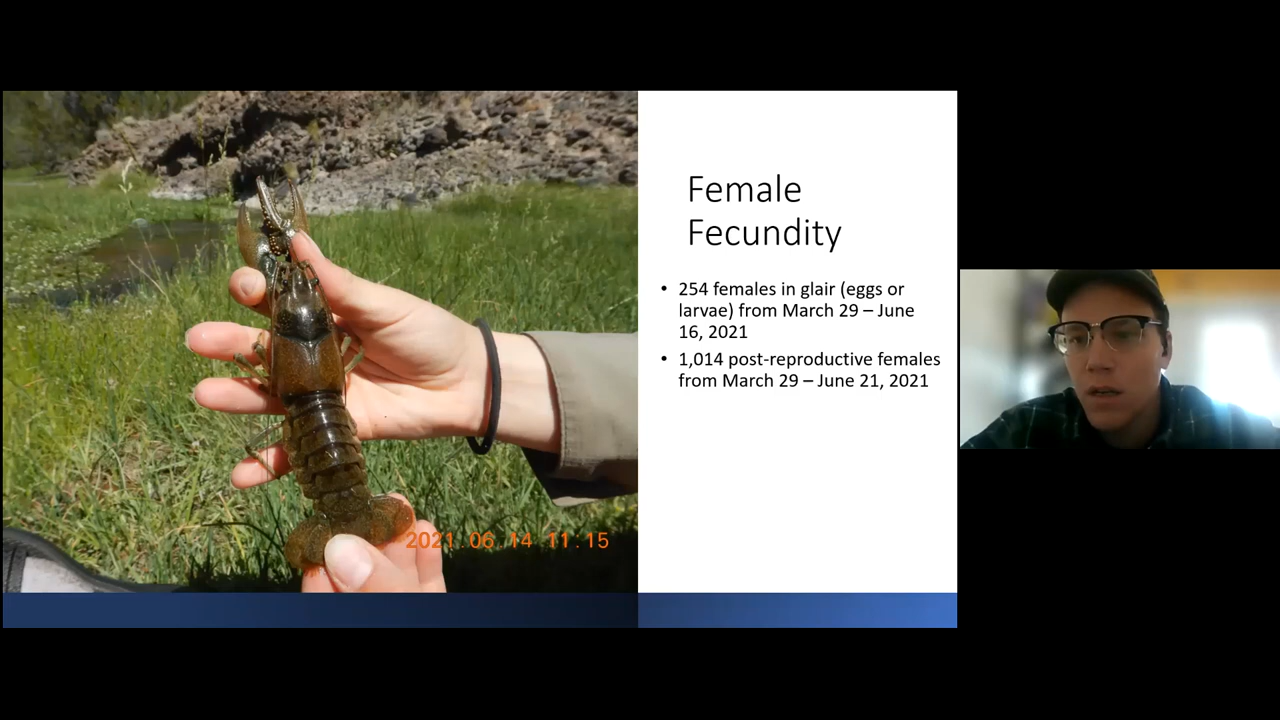 Female
Fecundity
• 254 females in glair (eggs or
larvae) from March 29 – June
16, 2021
• 1,014 post-reproductive females
from March 29 – June 21, 2021
2021.06.14 11:15